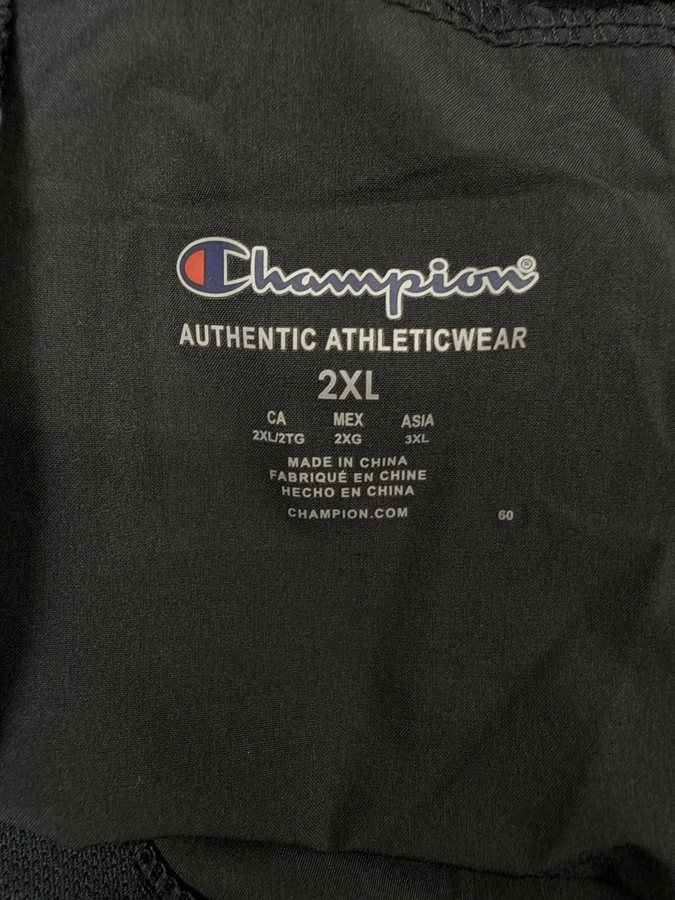 Champion®
AUTHENTIC ATHLETICWEAR
2XL
CA MEX ASIA
2XL/2TG 2XG 3XL
MADE IN CHINA
FABRIQUÉ EN CHINE
HECHO EN CHINA
CHAMPION.COM 60